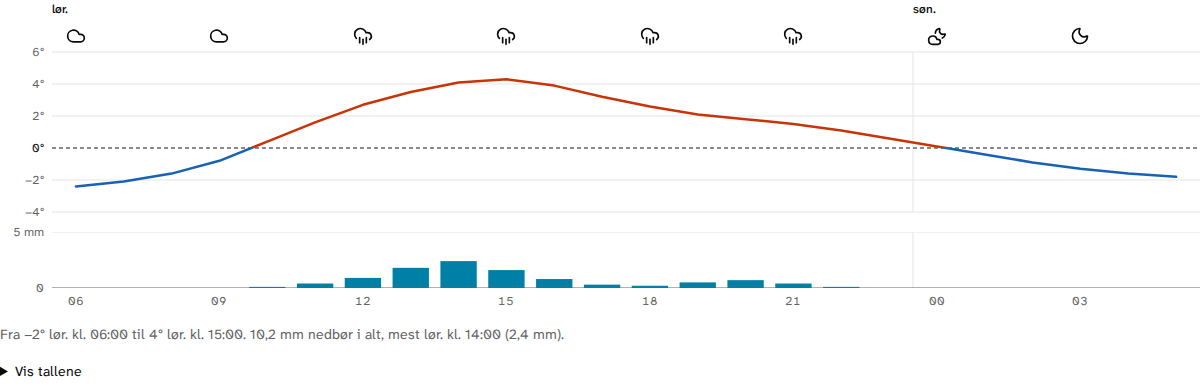 lør. søn.
6°
4°
2°
0°
−2°
−4°
5 mm
0
06 09 12 15 18 21 00 03
Fra −2° lør. kl. 06:00 til 4° lør. kl. 15:00. 10,2 mm nedbør i alt, mest lør. kl. 14:00 (2,4 mm).
Vis tallene